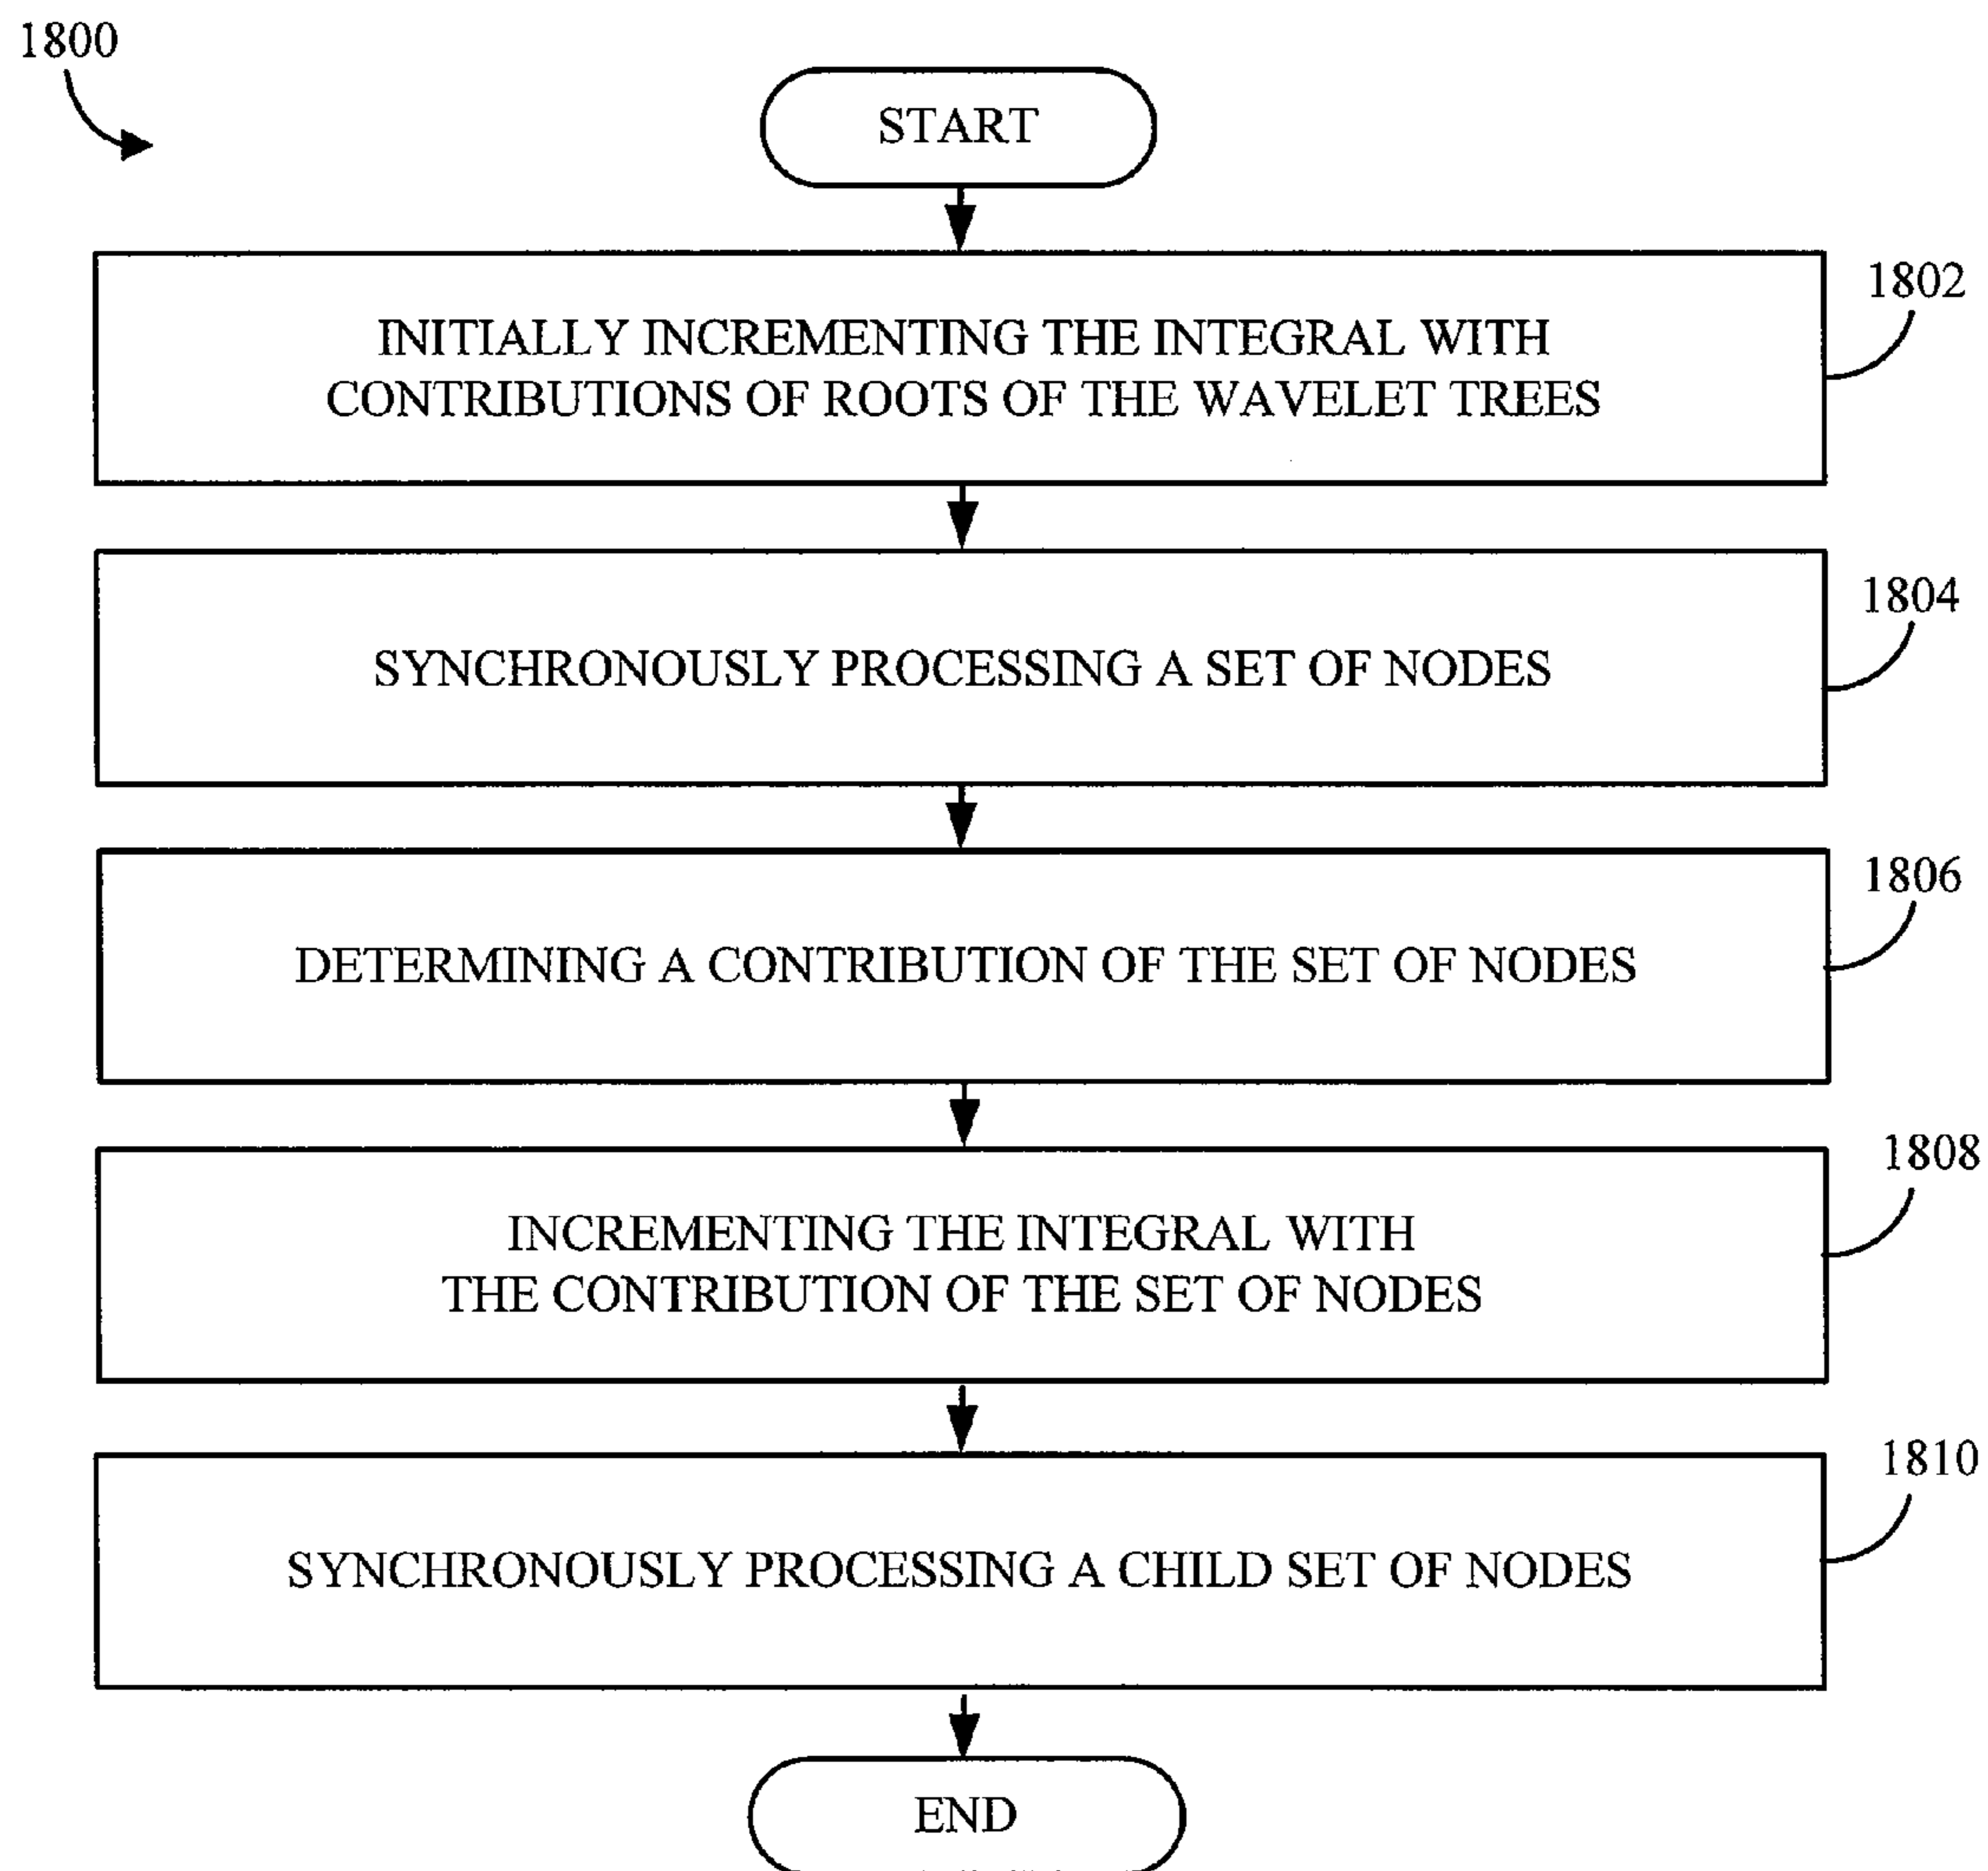 1800
START
INITIALLY INCREMENTING THE INTEGRAL WITH
CONTRIBUTIONS OF ROOTS OF THE WAVELET TREES
1802
SYNCHRONOUSLY PROCESSING A SET OF NODES
1804
DETERMINING A CONTRIBUTION OF THE SET OF NODES
1806
INCREMENTING THE INTEGRAL WITH
THE CONTRIBUTION OF THE SET OF NODES
1808
SYNCHRONOUSLY PROCESSING A CHILD SET OF NODES
1810
END